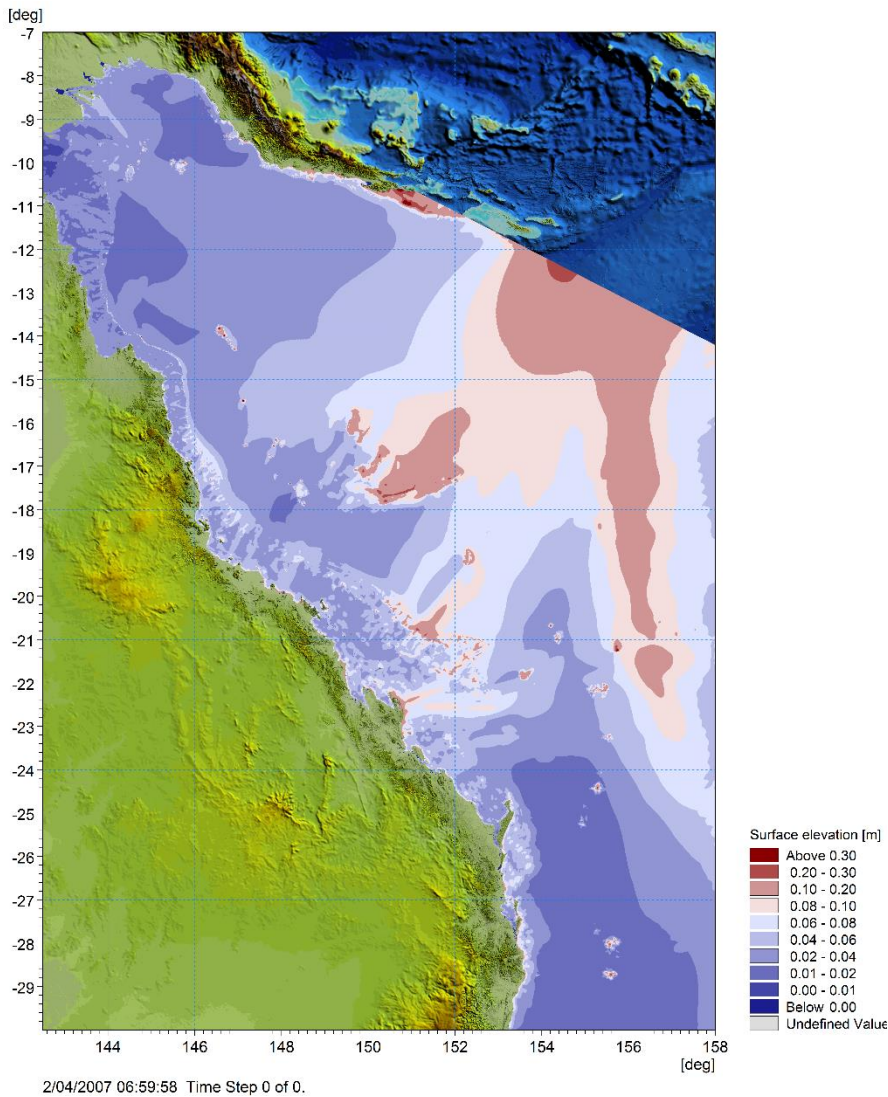 [deg]
-7
-8
-9
-10
-11
-12
-13
-14
-15
-16
-17
-18
-19
-20
-21
-22
-23
-24
-25
-26
-27
-28
-29
144 146 148 150 152 154 156 158
[deg]
2/04/2007 06:59:58 Time Step 0 of 0.
Surface elevation [m]
Above 0.30
0.20 - 0.30
0.10 - 0.20
0.08 - 0.10
0.06 - 0.08
0.04 - 0.06
0.02 - 0.04
0.01 - 0.02
0.00 - 0.01
Below 0.00
Undefined Value